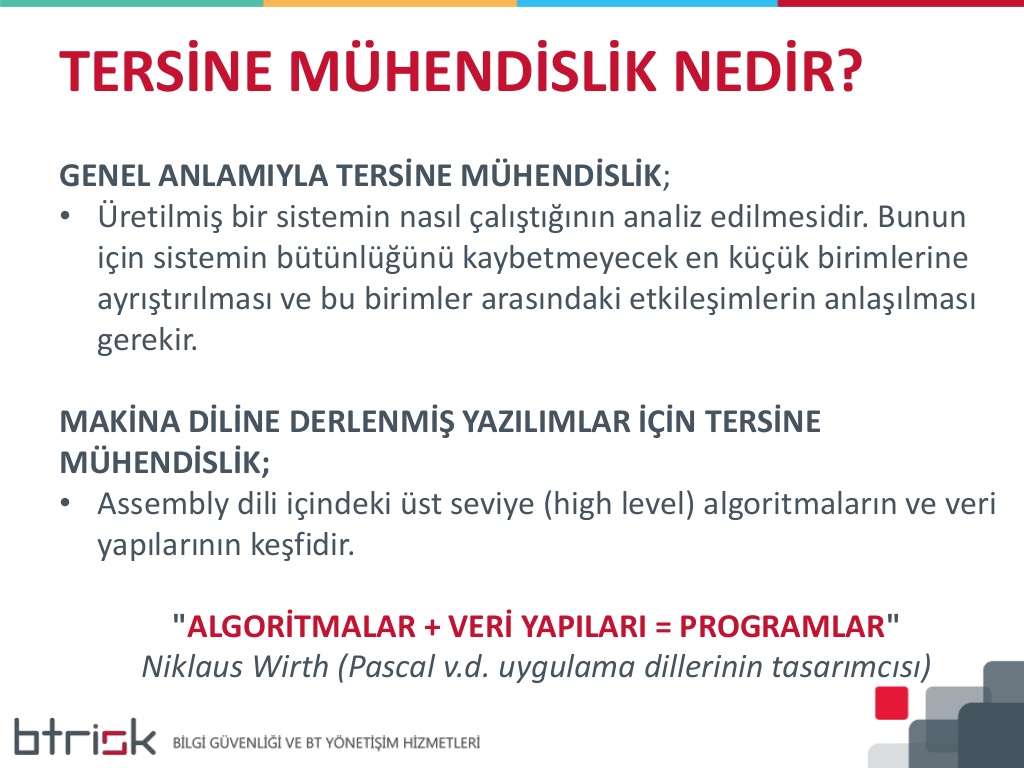 TERSİNE MÜHENDİSLİK NEDİR?
GENEL ANLAMIYLA TERSİNE MÜHENDİSLİK;
• Üretilmiş bir sistemin nasıl çalıştığının analiz edilmesidir. Bunun
için sistemin bütünlüğünü kaybetmeyecek en küçük birimlerine
ayrıştırılması ve bu birimler arasındaki etkileşimlerin anlaşılması
gerekir.
MAKİNA DİLİNE DERLENMİŞ YAZILIMLAR İÇİN TERSİNE
MÜHENDİSLİK;
• Assembly dili içindeki üst seviye (high level) algoritmaların ve veri
yapılarının keşfidir.
"ALGORİTMALAR + VERİ YAPILARI = PROGRAMLAR"
Niklaus Wirth (Pascal v.d. uygulama dillerinin tasarımcısı)
btrisk BİLGİ GÜVENLİĞİ VE BT YÖNETİŞİM HİZMETLERİ